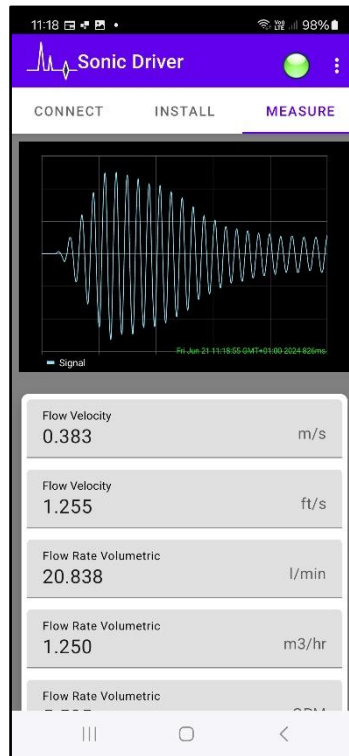 11:18 98%
Sonic Driver
CONNECT INSTALL MEASURE
Fri Jun 21 11:18:55 GMT+01:00 2024 826ms
Signal
Flow Velocity
0.383 m/s
Flow Velocity
1.255 ft/s
Flow Rate Volumetric
20.838 l/min
Flow Rate Volumetric
1.250 m3/hr
Flow Rate Volumetric